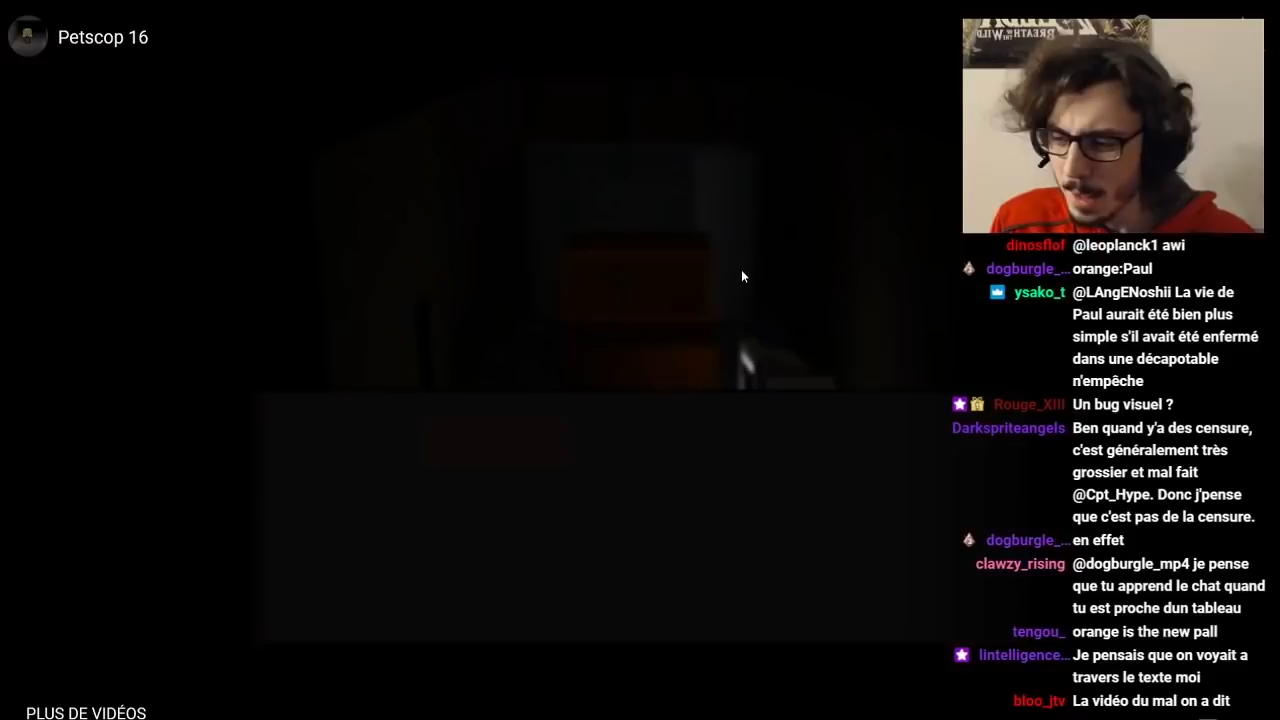 Petscop 16
BREATH OF THE WILD
dinosflof @leoplanck1 awi
dogburgle_... orange:Paul
ysako_t @LAngENoshii La vie de
Paul aurait été bien plus
simple s'il avait été enfermé
dans une décapotable
n'empêche
Rouge_XIII Un bug visuel ?
Darkspriteangels Ben quand y'a des censure,
c'est généralement très
grossier et mal fait
@Cpt_Hype. Donc j'pense
que c'est pas de la censure.
dogburgle_... en effet
clawzy_rising @dogburgle_mp4 je pense
que tu apprend le chat quand
tu est proche dun tableau
tengou_ orange is the new pall
lintelligence... Je pensais que on voyait a
travers le texte moi
bloo_jtv La vidéo du mal on a dit
PLUS DE VIDÉOS